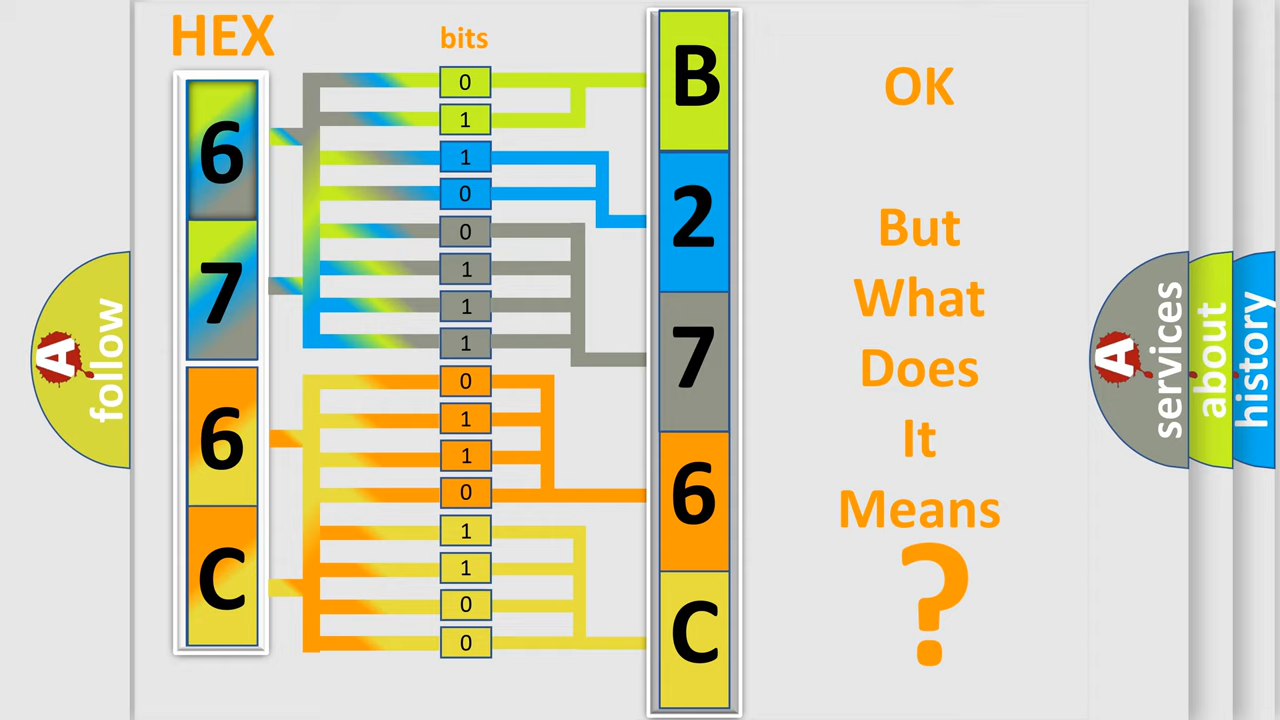 HEX
bits
6
7
6
C
0
1
1
0
0
1
1
1
0
1
1
0
1
1
0
0
B
2
7
6
C
OK
But
What
Does
It
Means
?
A
follow
A
services
about
history